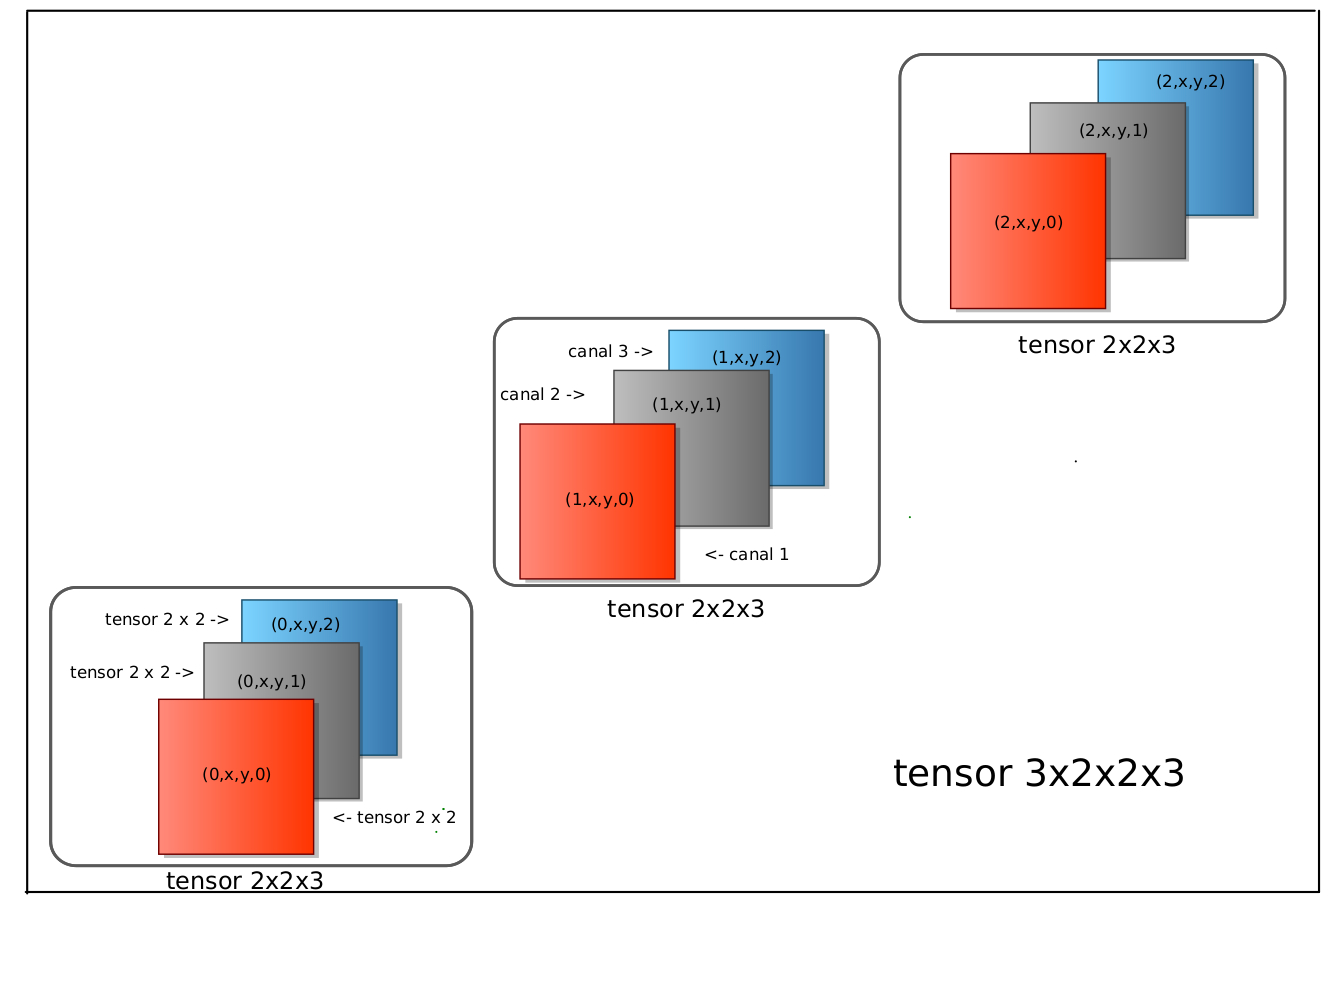 (2,x,y,2)
(2,x,y,1)
(2,x,y,0)
tensor 2x2x3
canal 3 ->
(1,x,y,2)
canal 2 ->
(1,x,y,1)
(1,x,y,0)
<- canal 1
tensor 2x2x3
tensor 2 x 2 ->
(0,x,y,2)
tensor 2 x 2 ->
(0,x,y,1)
(0,x,y,0)
<- tensor 2 x 2
tensor 2x2x3
tensor 3x2x2x3